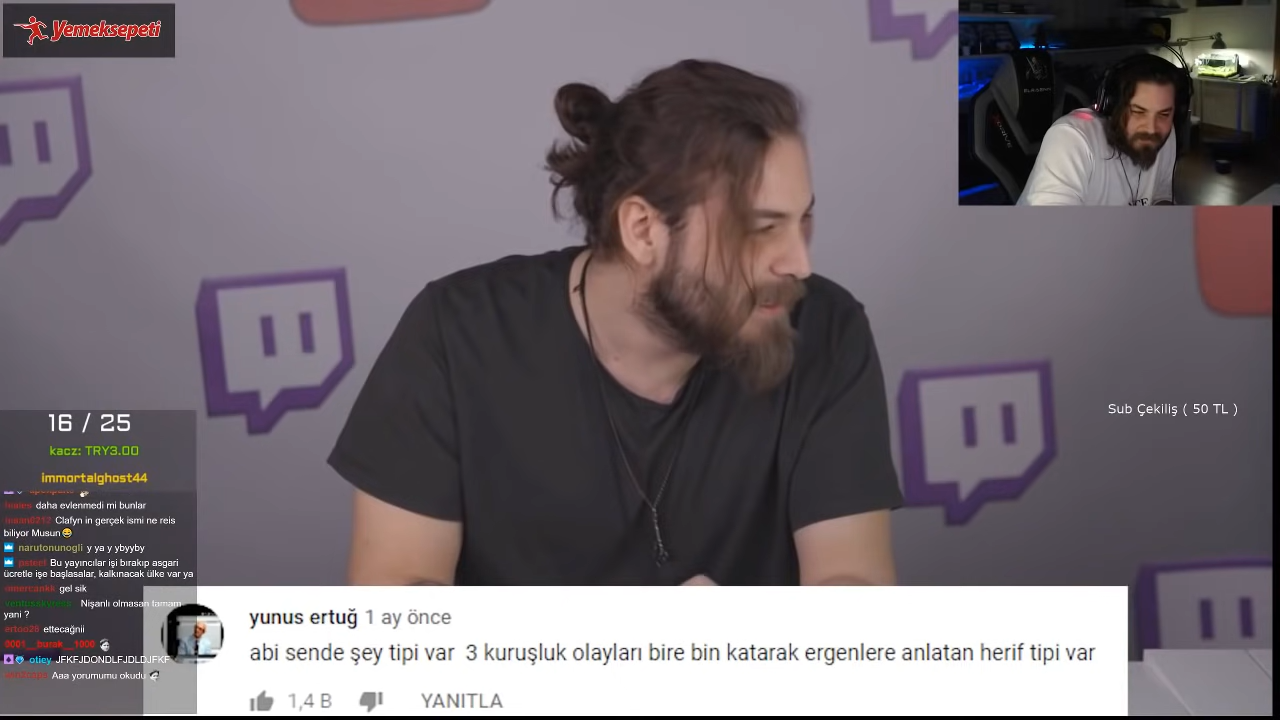 Yemeksepeti
Sub Çekiliş ( 50 TL )
16 / 25
kacz: TRY3.00
immortalghost44
daha evlenmedi mi bunlar
Clafyn in gerçek ismi ne reis
biliyor Musun😂
narutonunogli y ya y ybyyby
Bu yayıncılar işi bırakıp asgari
ücretle işe başlasalar, kalkınacak ülke var ya
gel sik
Nişanlı olmasan tamam
yani ?
ettecağnii
otiey JFKFJDONDLFJDLDJFKF
Aaa yorumumu okudu
yunus ertuğ 1 ay önce
abi sende şey tipi var 3 kuruşluk olayları bire bin katarak ergenlere anlatan herif tipi var
1,4 B YANITLA